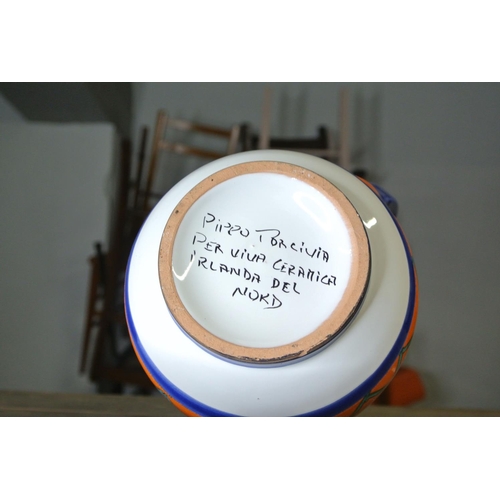 PIPPO PORCIVIA
PER VIVA CERAMICA
IRLANDA DEL
NORD